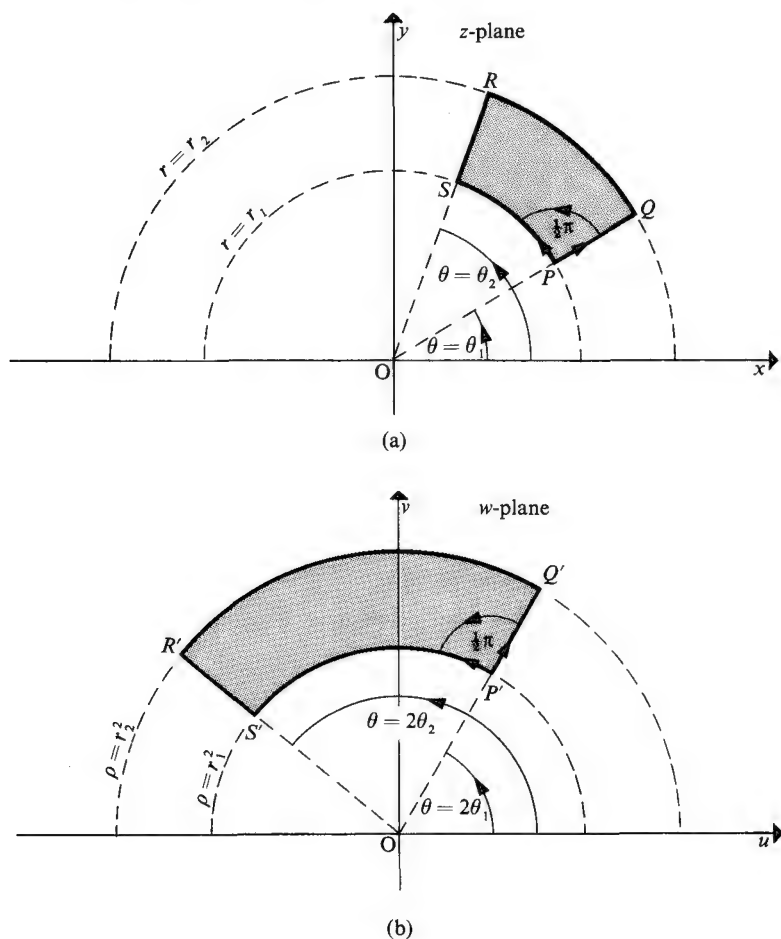 y
z-plane
R
r = r₂
r = r₁
S
Q
½π
θ = θ₂
P
θ = θ₁
O
x
(a)
v
w-plane
Q′
R′
½π
P′
S′
θ = 2θ₂
ρ = r₂²
ρ = r₁²
θ = 2θ₁
O
u
(b)